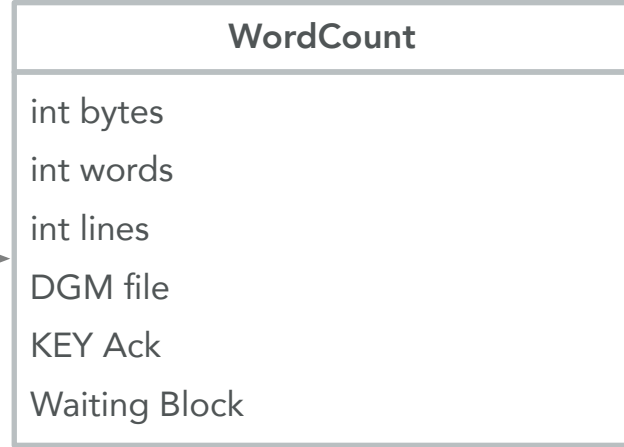 WordCount
int bytes
int words
int lines
DGM file
KEY Ack
Waiting Block